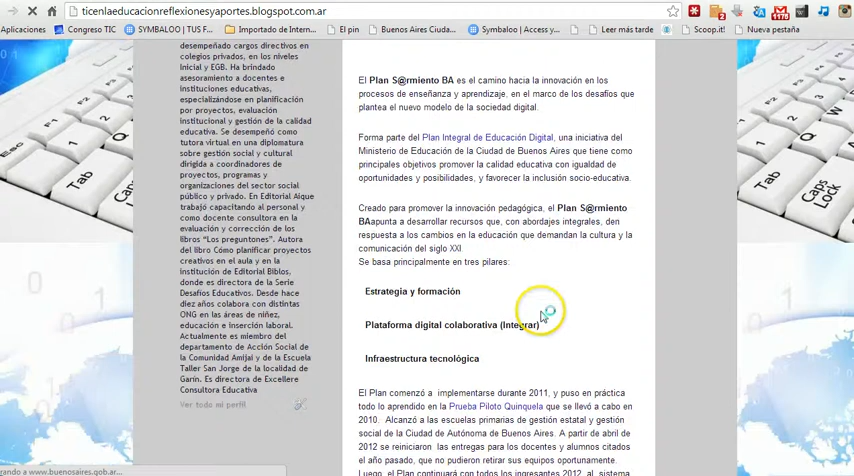 ticenlaeducacionreflexionesyaportes.blogspot.com.ar
Aplicaciones Congreso TIC SYMBALOO | TUS F... Importado de Intern... El pin Buenos Aires Ciuda... Symbaloo | Access y... Leer más tarde Scoop.it! Nueva pestaña
desempeñado cargos directivos en
colegios privados, en los niveles
Inicial y EGB. Ha brindado
asesoramiento a docentes e
instituciones educativas,
especializándose en planificación
por proyectos, evaluación
institucional y gestión de la calidad
educativa. Se desempeñó como
tutora virtual en una diplomatura
sobre gestión social y cultural
dirigida a coordinadores de
proyectos, programas y
organizaciones del sector social
público y privado. En Editorial Aique
trabajó capacitando al personal y
como docente consultora en la
evaluación y corrección de los
libros “Los preguntones”. Autora
del libro Cómo planificar proyectos
creativos en el aula y en la
institución de Editorial Biblos,
donde es directora de la Serie
Desafíos Educativos. Desde hace
diez años colabora con distintas
ONG en las áreas de niñez,
educación e inserción laboral.
Actualmente es miembro del
departamento de Acción Social de
la Comunidad Amijai y de la Escuela
Taller San Jorge de la localidad de
Garín. Es directora de Excellere
Consultora Educativa
Ver todo mi perfil
El Plan S@rmiento BA es el camino hacia la innovación en los
procesos de enseñanza y aprendizaje, en el marco de los desafíos que
plantea el nuevo modelo de la sociedad digital.
Forma parte del Plan Integral de Educación Digital, una iniciativa del
Ministerio de Educación de la Ciudad de Buenos Aires que tiene como
principales objetivos promover la calidad educativa con igualdad de
oportunidades y posibilidades, y favorecer la inclusión socio-educativa.
Creado para promover la innovación pedagógica, el Plan S@rmiento
BAapunta a desarrollar recursos que, con abordajes integrales, den
respuesta a los cambios en la educación que demandan la cultura y la
comunicación del siglo XXI
Se basa principalmente en tres pilares:
Estrategia y formación
Plataforma digital colaborativa (Integrar)
Infraestructura tecnológica
El Plan comenzó a implementarse durante 2011, y puso en práctica
todo lo aprendido en la Prueba Piloto Quinquela que se llevó a cabo en
2010. Alcanzó a las escuelas primarias de gestión estatal y gestión
social de la Ciudad de Autónoma de Buenos Aires. A partir de abril de
2012 se reiniciaron las entregas para los docentes y alumnos citados
el año pasado, que no pudieron retirar sus equipos oportunamente.
Luego, el Plan continuará con todos los ingresantes 2012 al sistema
gando a www.buenosaires.gob.ar...
Esc
Tab
Q
W
1
2
Caps
Lock